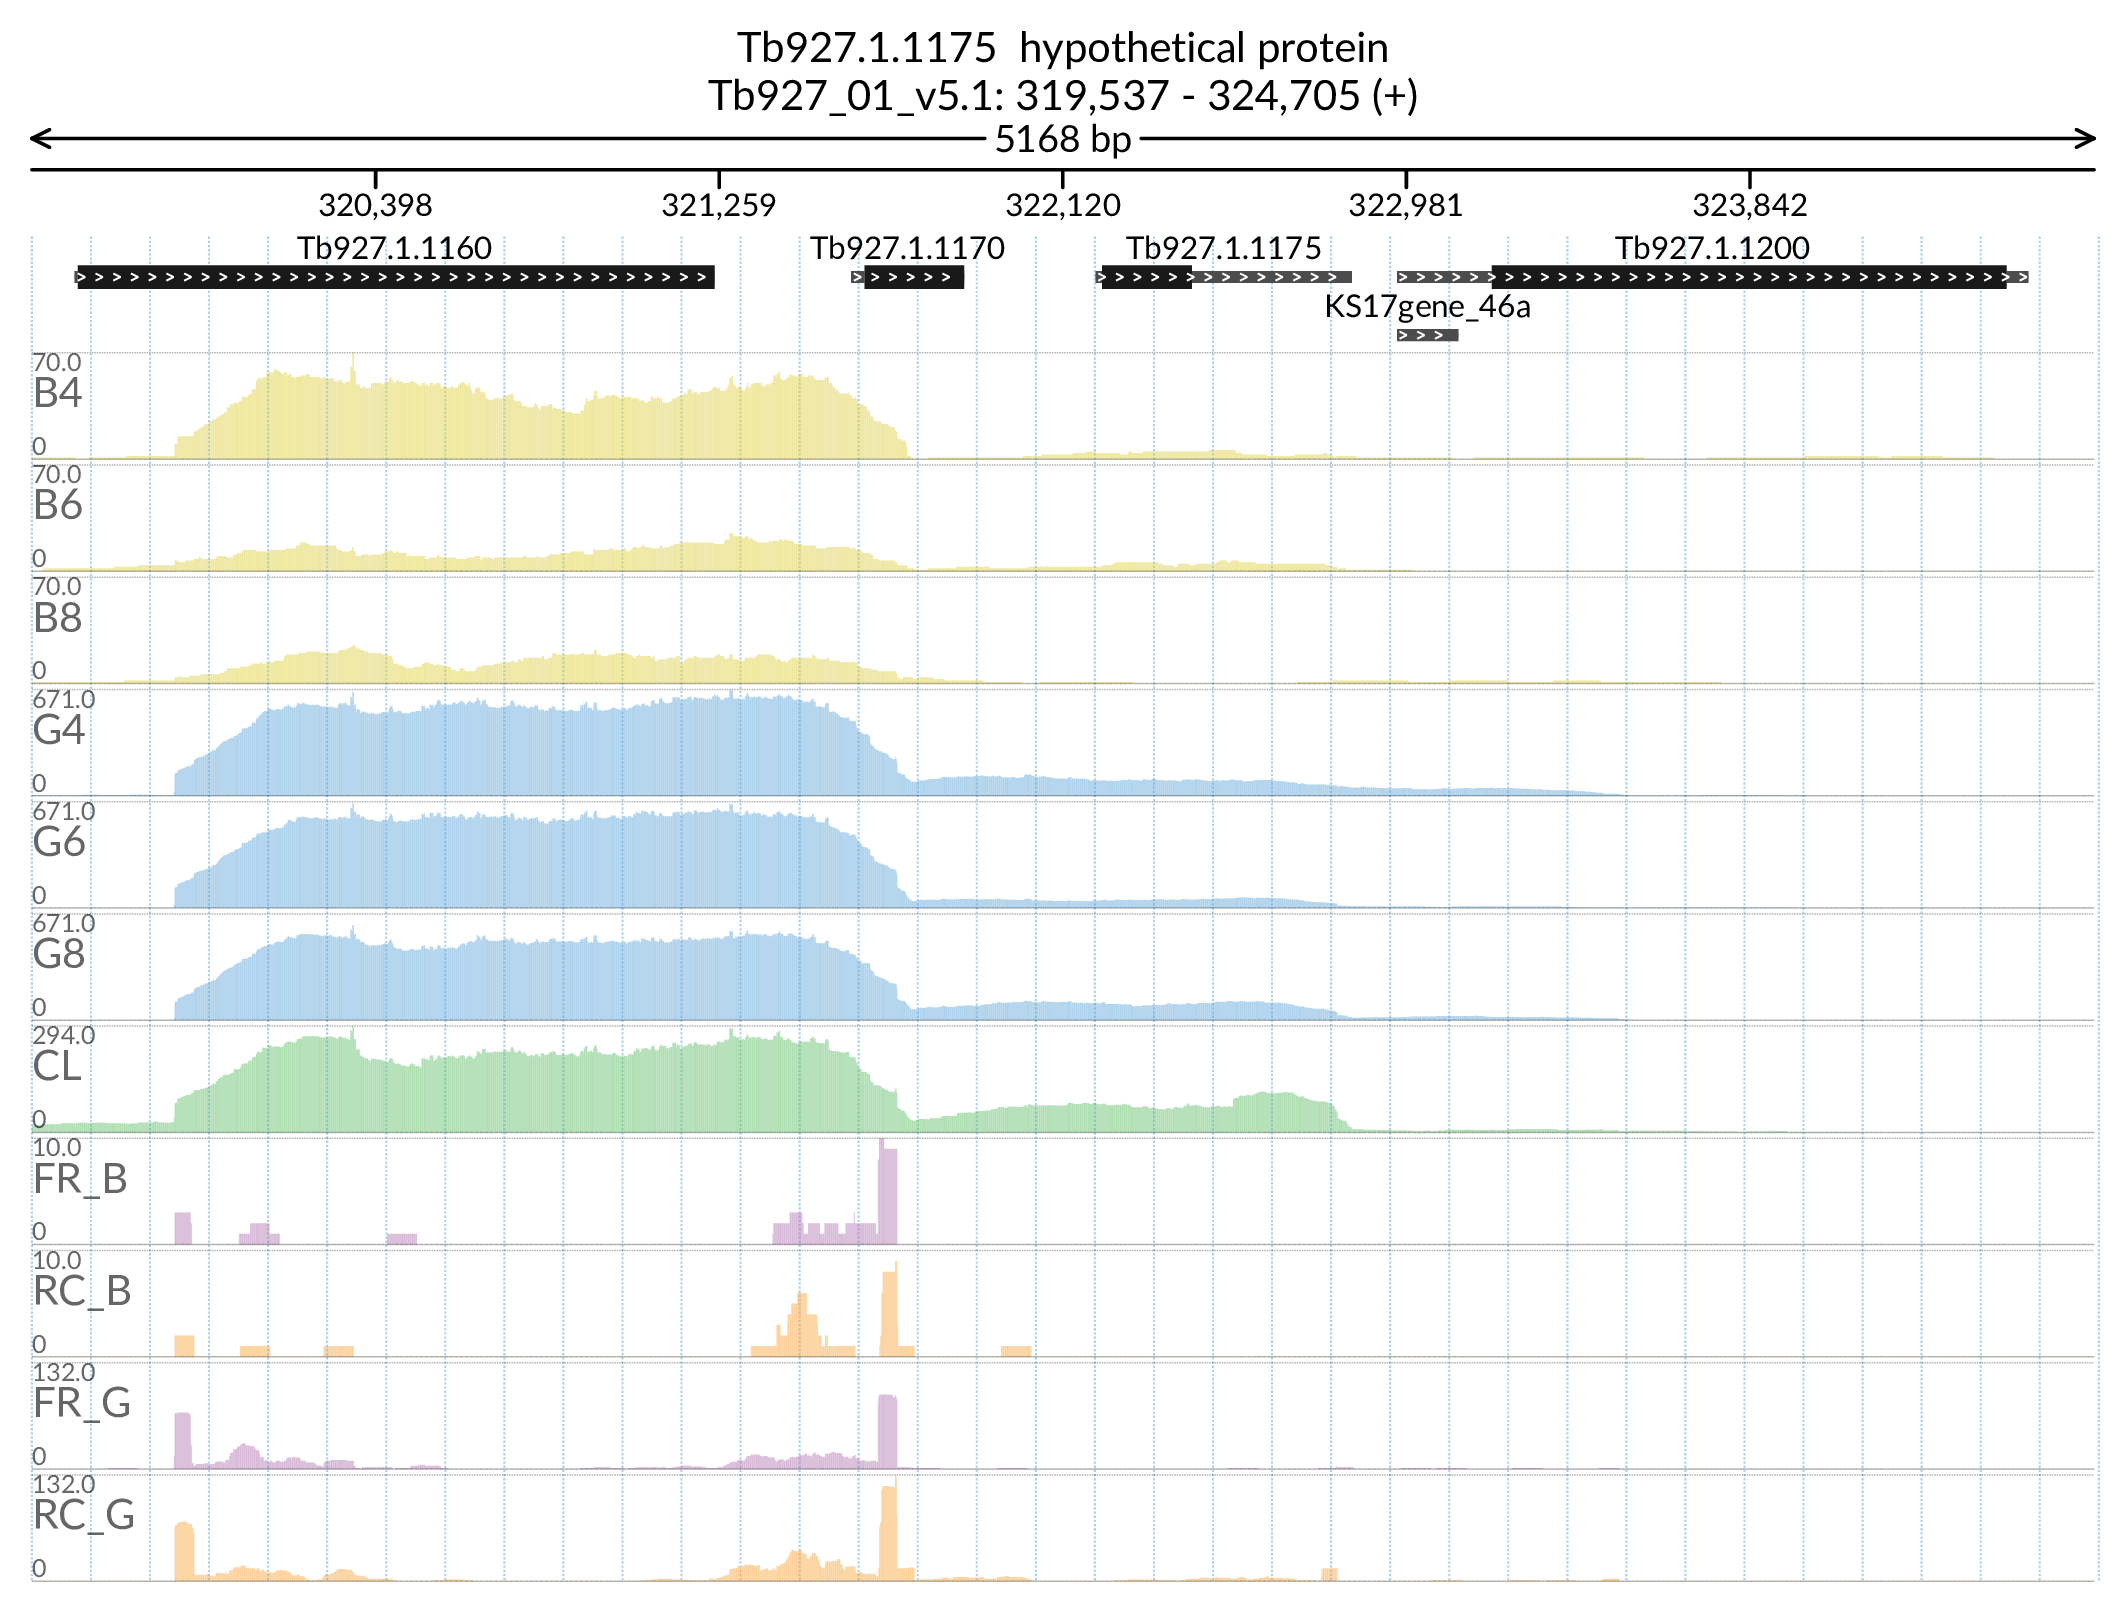 Tb927.1.1175 hypothetical protein
Tb927_01_v5.1: 319,537 - 324,705 (+)
5168 bp
320,398 321,259 322,120 322,981 323,842
Tb927.1.1160 Tb927.1.1170 Tb927.1.1175 Tb927.1.1200
KS17gene_46a
70.0
B4
0
70.0
B6
0
70.0
B8
0
671.0
G4
0
671.0
G6
0
671.0
G8
0
294.0
CL
0
10.0
FR_B
0
10.0
RC_B
0
132.0
FR_G
0
132.0
RC_G
0